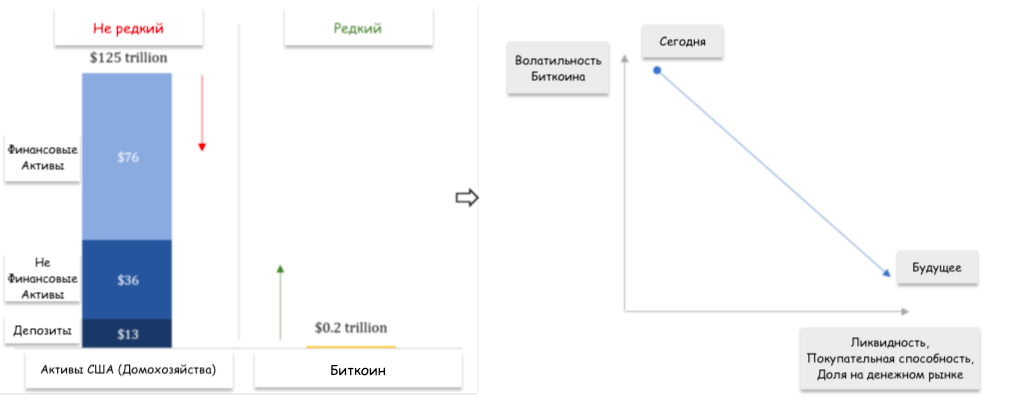 Не редкий
Редкий
$125 trillion
Финансовые
Активы
$76
Не
Финансовые
Активы
$36
Депозиты
$13
$0.2 trillion
Активы США (Домохозяйства)
Биткоин
Волатильность
Биткоина
Сегодня
Будущее
Ликвидность,
Покупательная способность,
Доля на денежном рынке